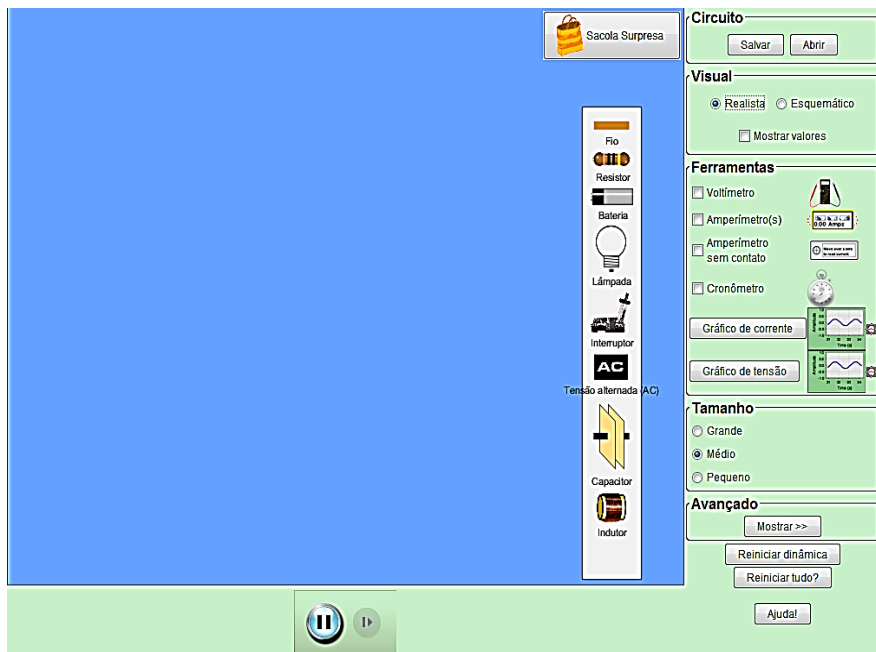 Sacola Surpresa
Fio
Resistor
Bateria
Lâmpada
Interruptor
AC
Tensão alternada (AC)
Capacitor
Indutor
Circuito
Salvar Abrir
Visual
Realista Esquemático
Mostrar valores
Ferramentas
Voltímetro
Amperímetro(s)
0.00 Amps
Amperímetro
sem contato
Cronômetro
Gráfico de corrente
Gráfico de tensão
Tamanho
Grande
Médio
Pequeno
Avançado
Mostrar >>
Reiniciar dinâmica
Reiniciar tudo?
Ajuda!